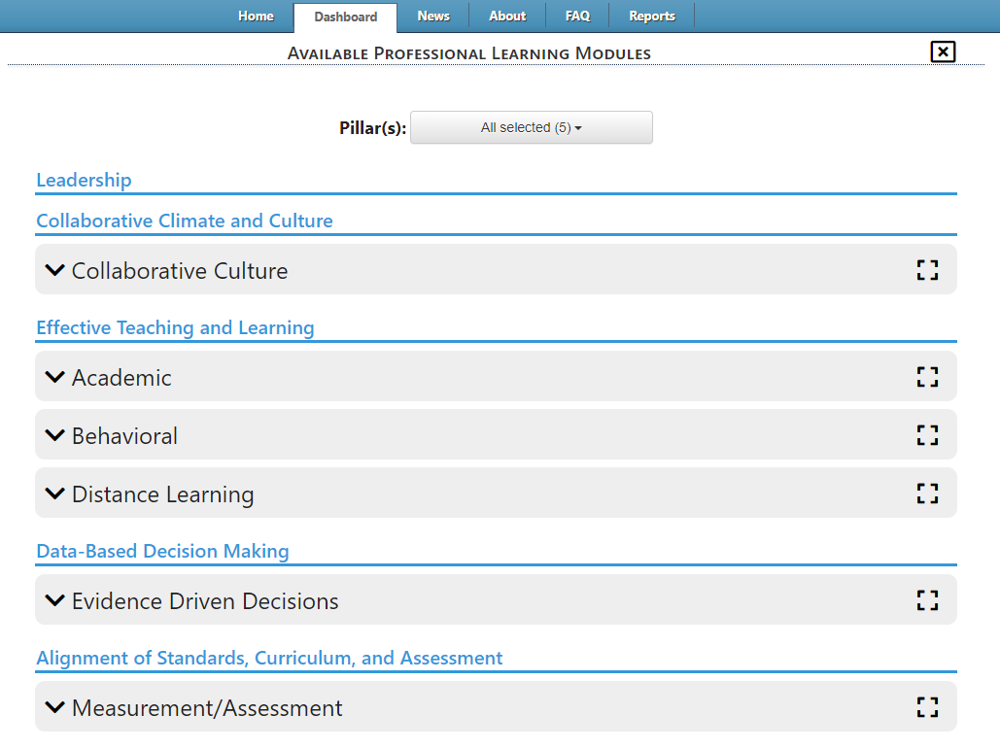 Home Dashboard News About FAQ Reports
Available Professional Learning Modules
Pillar(s): All selected (5)
Leadership
Collaborative Climate and Culture
Collaborative Culture
Effective Teaching and Learning
Academic
Behavioral
Distance Learning
Data-Based Decision Making
Evidence Driven Decisions
Alignment of Standards, Curriculum, and Assessment
Measurement/Assessment